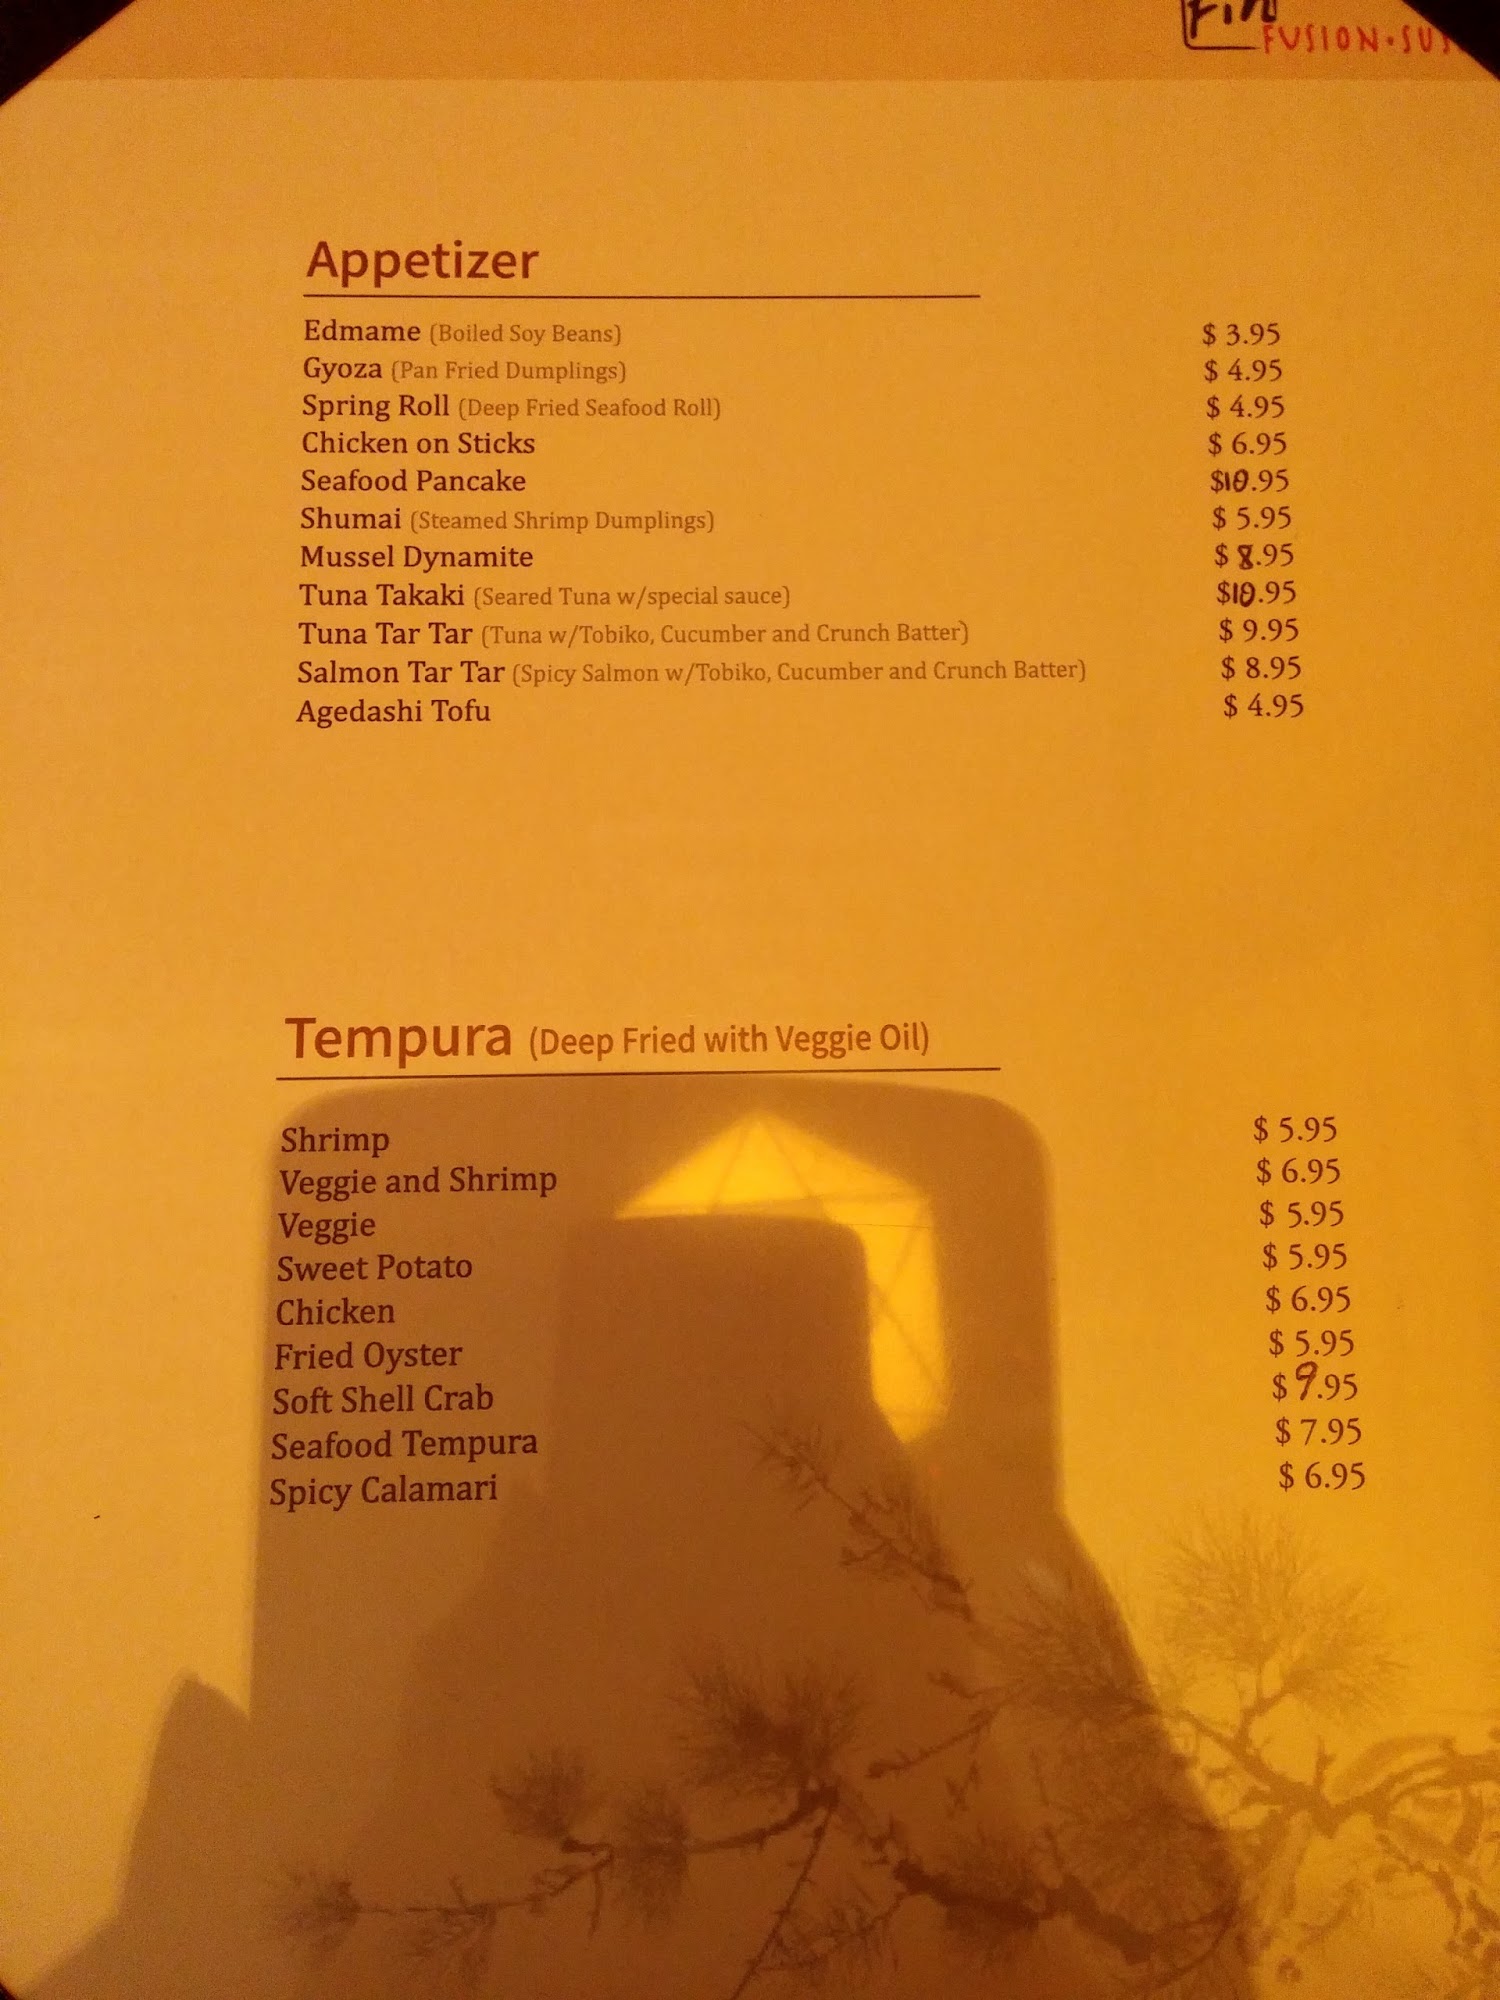 Fin
FUSION·SUS
Appetizer
Edmame (Boiled Soy Beans) $ 3.95
Gyoza (Pan Fried Dumplings) $ 4.95
Spring Roll (Deep Fried Seafood Roll) $ 4.95
Chicken on Sticks $ 6.95
Seafood Pancake $10.95
Shumai (Steamed Shrimp Dumplings) $ 5.95
Mussel Dynamite $ 8.95
Tuna Takaki (Seared Tuna w/special sauce) $10.95
Tuna Tar Tar (Tuna w/Tobiko, Cucumber and Crunch Batter) $ 9.95
Salmon Tar Tar (Spicy Salmon w/Tobiko, Cucumber and Crunch Batter) $ 8.95
Agedashi Tofu $ 4.95
Tempura (Deep Fried with Veggie Oil)
Shrimp $ 5.95
Veggie and Shrimp $ 6.95
Veggie $ 5.95
Sweet Potato $ 5.95
Chicken $ 6.95
Fried Oyster $ 5.95
Soft Shell Crab $ 9.95
Seafood Tempura $ 7.95
Spicy Calamari $ 6.95